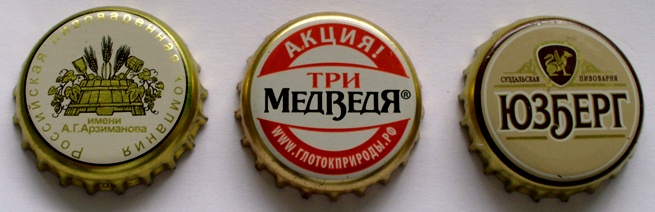 Российская пивоваренная компания
имени
А.Г.Арзиманова
АКЦИЯ!
ТРИ
МЕДВЕДЯ®
WWW.ГЛОТОКПРИРОДЫ.РФ
СУЗДАЛЬСКАЯ ПИВОВАРНЯ
ЮЗБЕРГ